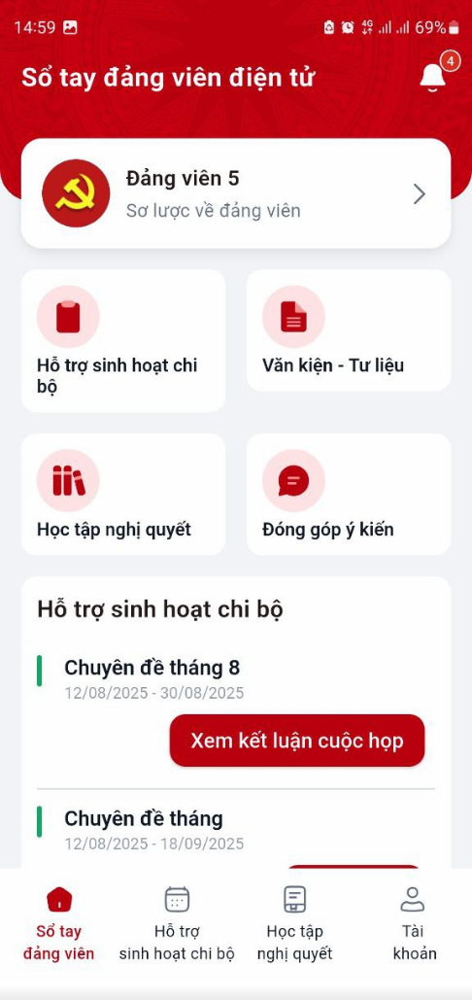 14:59
4G
69%
Sổ tay đảng viên điện tử
4
Đảng viên 5
Sơ lược về đảng viên
Hỗ trợ sinh hoạt chi
bộ
Văn kiện - Tư liệu
Học tập nghị quyết
Đóng góp ý kiến
Hỗ trợ sinh hoạt chi bộ
Chuyên đề tháng 8
12/08/2025 - 30/08/2025
Xem kết luận cuộc họp
Chuyên đề tháng
12/08/2025 - 18/09/2025
Sổ tay
đảng viên
Hỗ trợ
sinh hoạt chi bộ
Học tập
nghị quyết
Tài
khoản